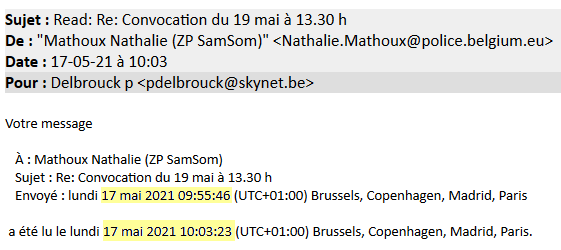 Sujet : Read: Re: Convocation du 19 mai à 13.30 h
De : "Mathoux Nathalie (ZP SamSom)" <Nathalie.Mathoux@police.belgium.eu>
Date : 17-05-21 à 10:03
Pour : Delbrouck p <pdelbrouck@skynet.be>
Votre message
À : Mathoux Nathalie (ZP SamSom)
Sujet : Re: Convocation du 19 mai à 13.30 h
Envoyé : lundi 17 mai 2021 09:55:46 (UTC+01:00) Brussels, Copenhagen, Madrid, Paris
a été lu le lundi 17 mai 2021 10:03:23 (UTC+01:00) Brussels, Copenhagen, Madrid, Paris.